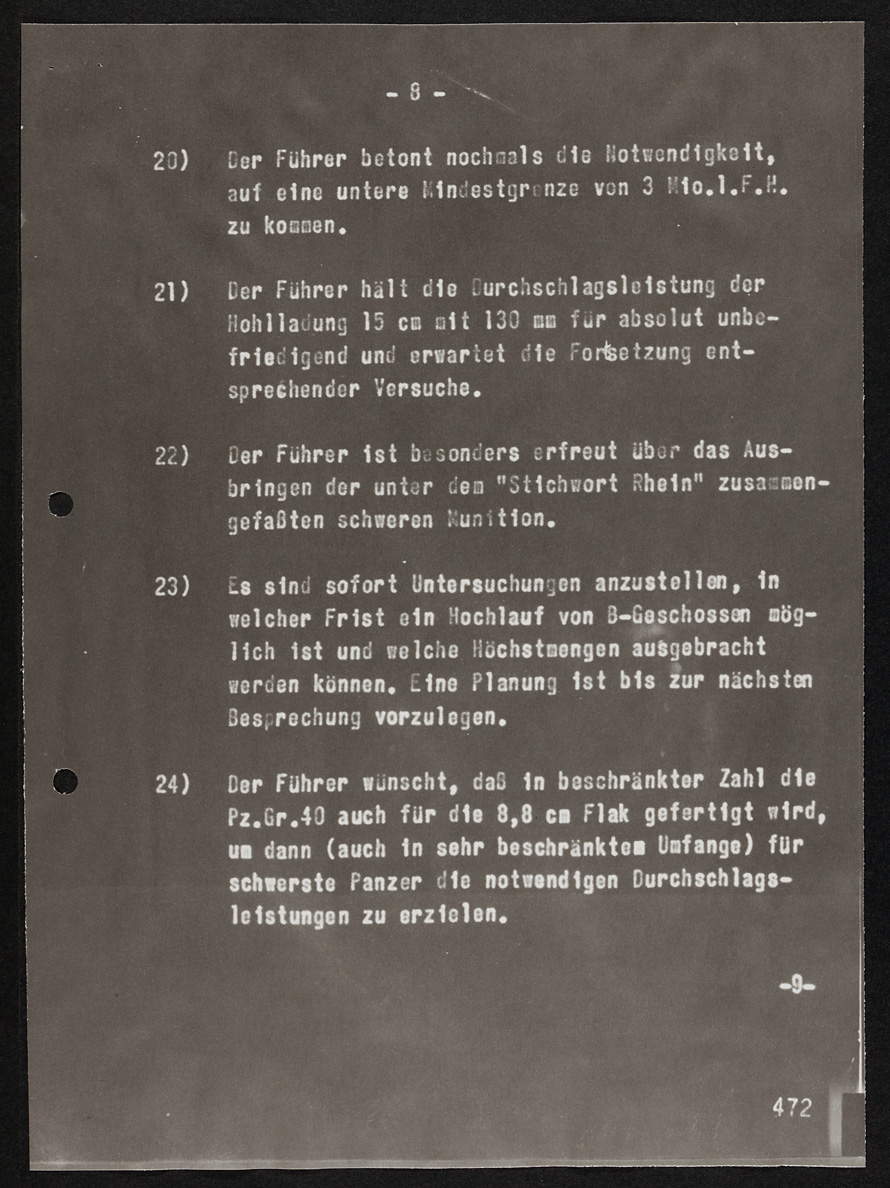 - 8 -
20) Der Führer betont nochmals die Notwendigkeit,
auf eine untere Mindestgrenze von 3 Mio.l.F.H.
zu kommen.
21) Der Führer hält die Durchschlagsleistung der
Hohlladung 15 cm mit 130 mm für absolut unbe-
friedigend und erwartet die Fortsetzung ent-
sprechender Versuche.
22) Der Führer ist besonders erfreut über das Aus-
bringen der unter dem "Stichwort Rhein" zusammen-
gefaßten schweren Munition.
23) Es sind sofort Untersuchungen anzustellen, in
welcher Frist ein Hochlauf von B-Geschossen mög-
lich ist und welche Höchstmengen ausgebracht
werden können. Eine Planung ist bis zur nächsten
Besprechung vorzulegen.
24) Der Führer wünscht, daß in beschränkter Zahl die
Pz.Gr.40 auch für die 8,8 cm Flak gefertigt wird,
um dann (auch in sehr beschränktem Umfange) für
schwerste Panzer die notwendigen Durchschlags-
leistungen zu erzielen.
-9-
472